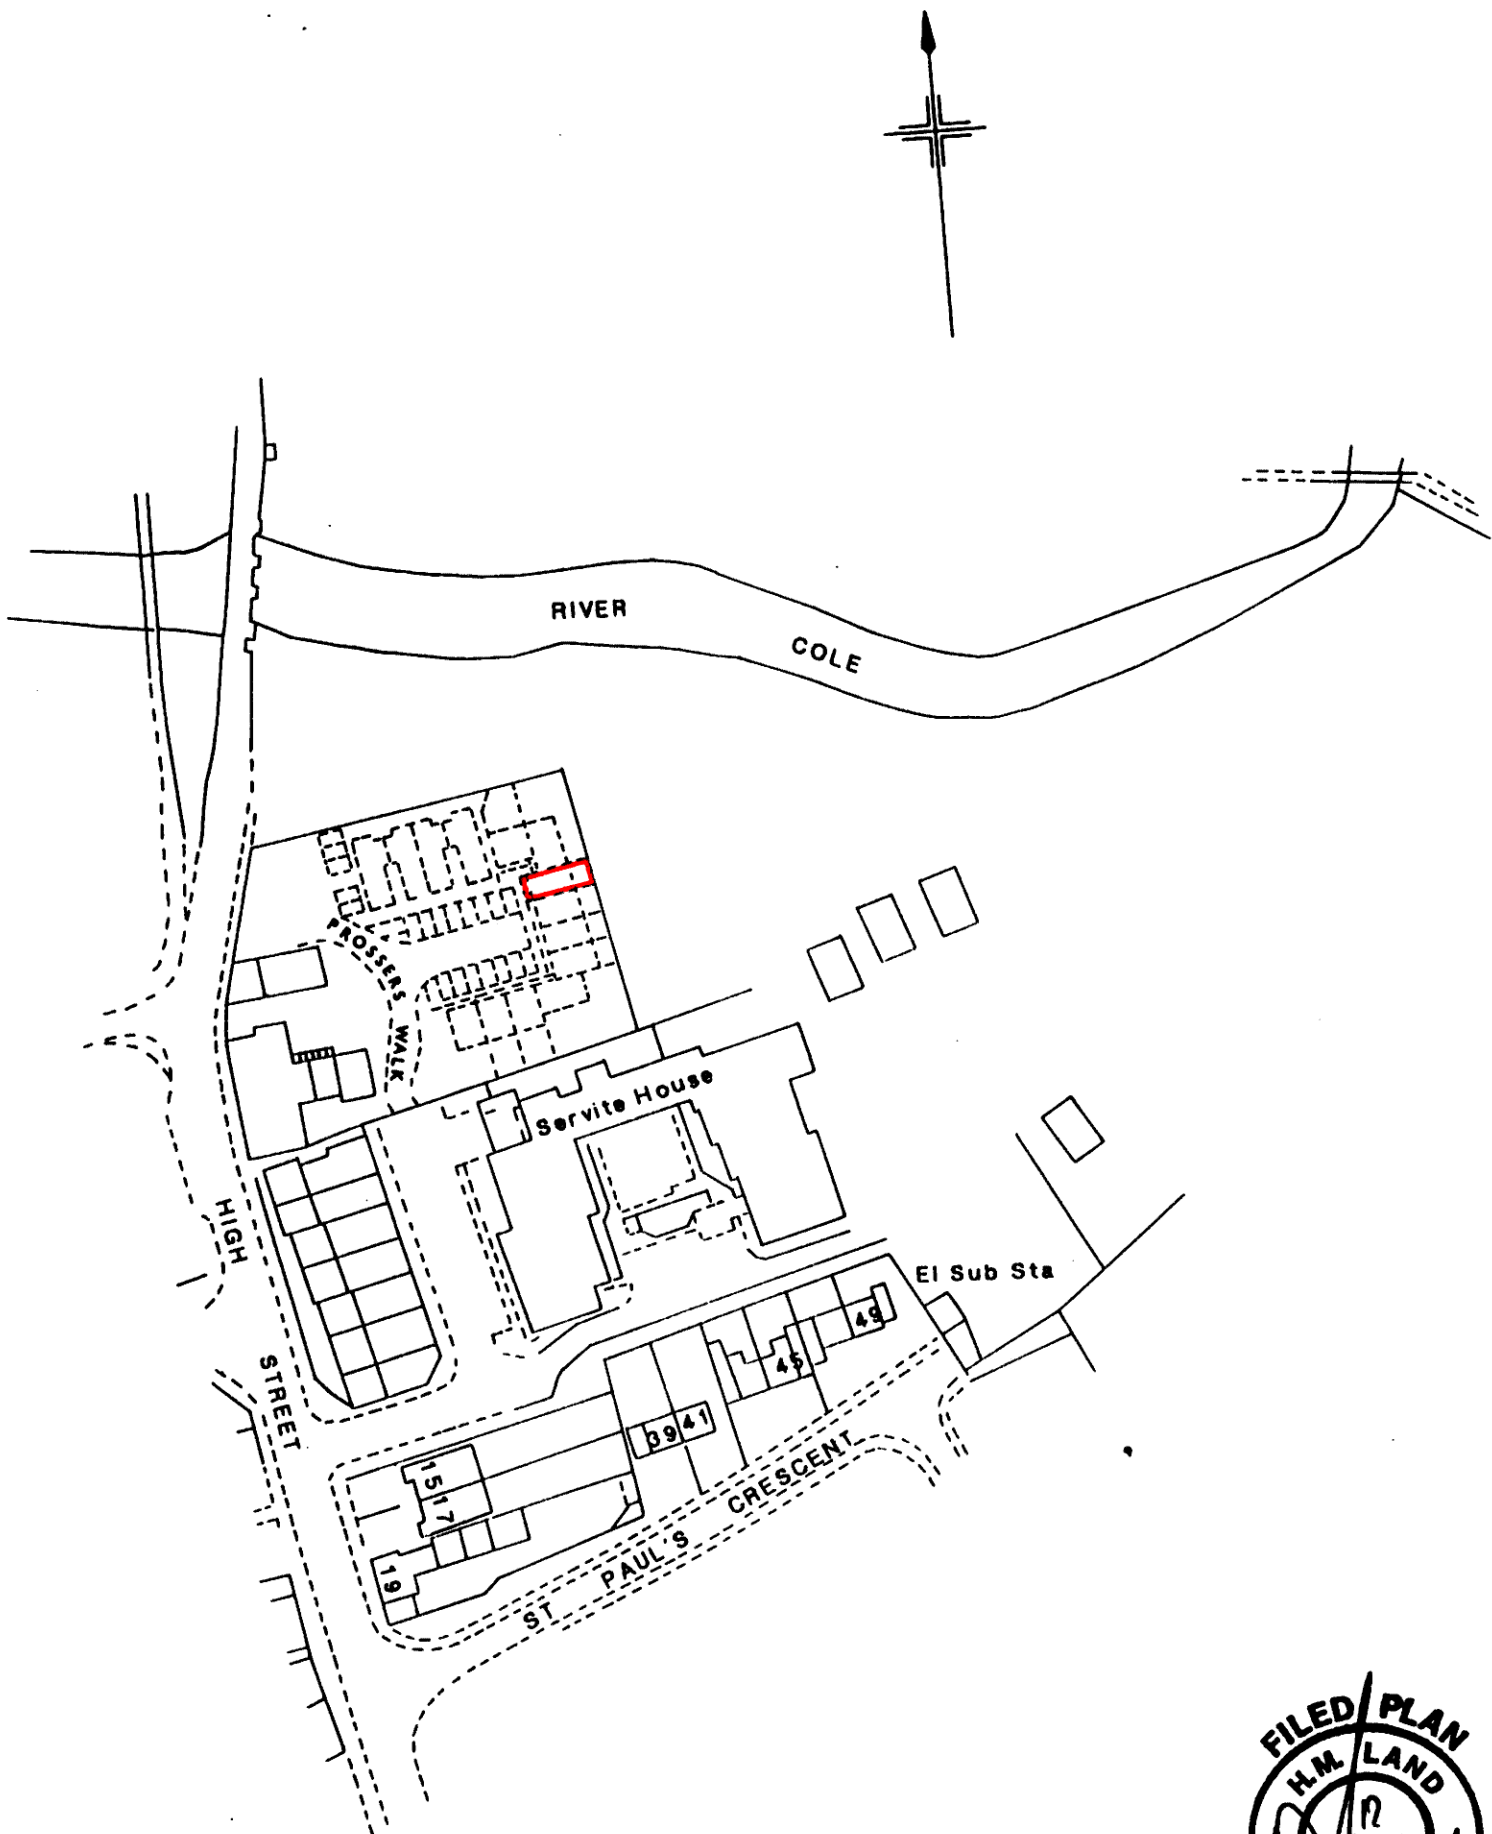 RIVER
COLE
PROSSERS WALK
Servite House
HIGH STREET
El Sub Sta
49
45
41
39
15
17
19
ST PAUL'S CRESCENT
FILED PLAN
H.M. LAND